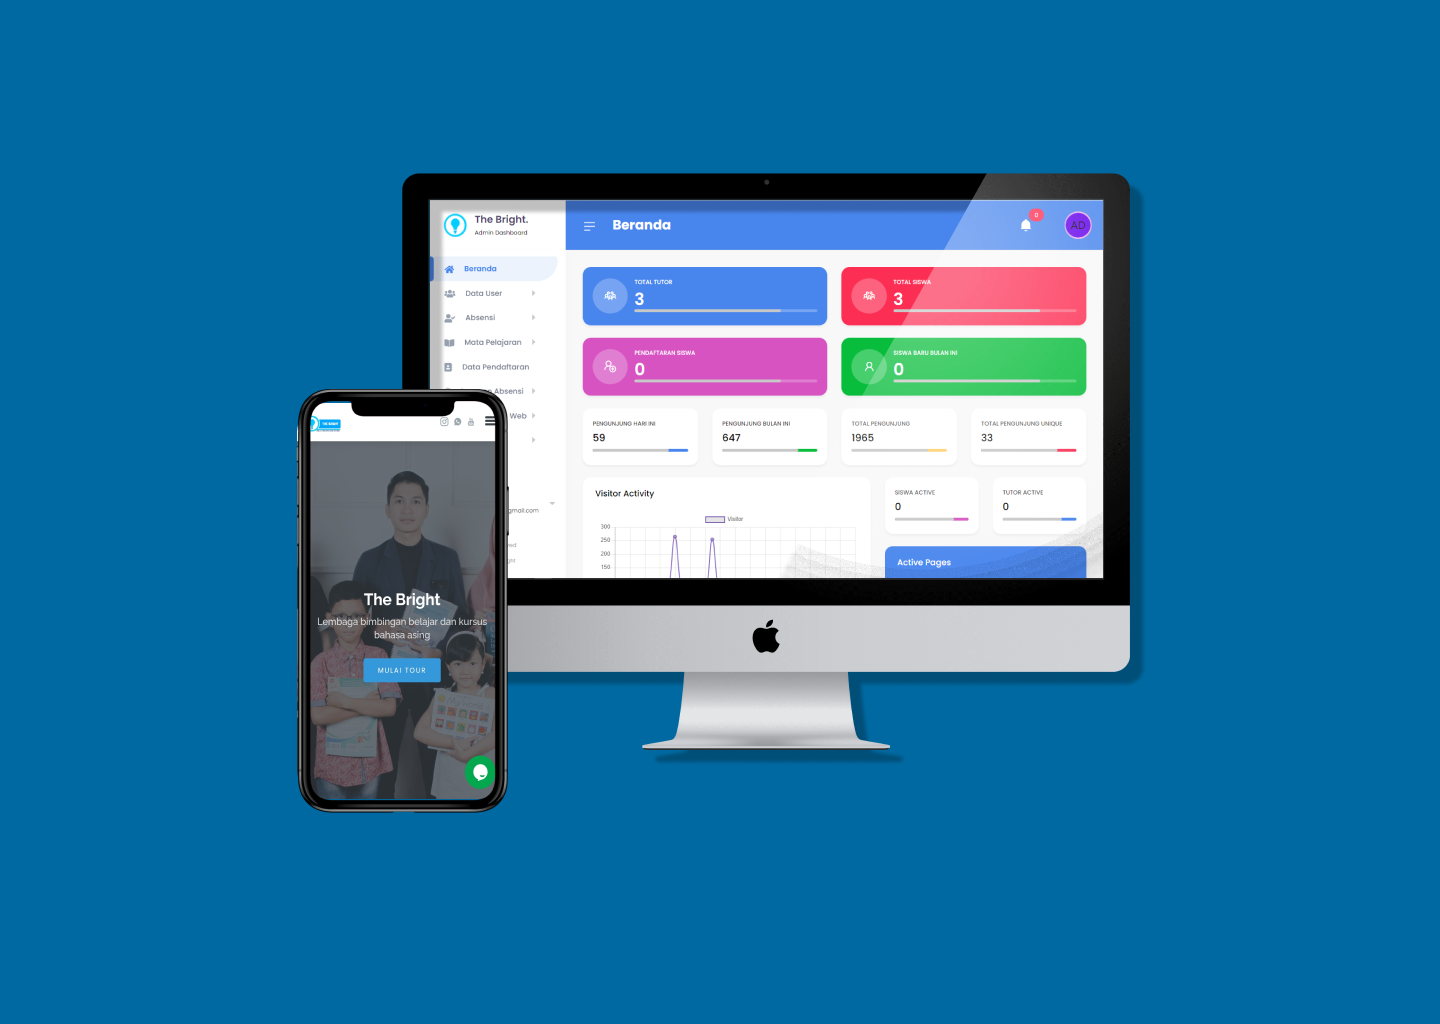 The Bright.
Admin Dashboard
Beranda
0
AD
Beranda
Data User
Absensi
Mata Pelajaran
Data Pendaftaran
Absensi
Web
gmail.com
TOTAL TUTOR
3
TOTAL SISWA
3
PENDAFTARAN SISWA
0
SISWA BARU BULAN INI
0
PENGUNJUNG HARI INI
59
PENGUNJUNG BULAN INI
647
TOTAL PENGUNJUNG
1965
TOTAL PENGUNJUNG UNIQUE
33
Visitor Activity
Visitor
300
250
200
150
SISWA ACTIVE
0
TUTOR ACTIVE
0
Active Pages
THE BRIGHT
The Bright
Lembaga bimbingan belajar dan kursus
bahasa asing
MULAI TOUR